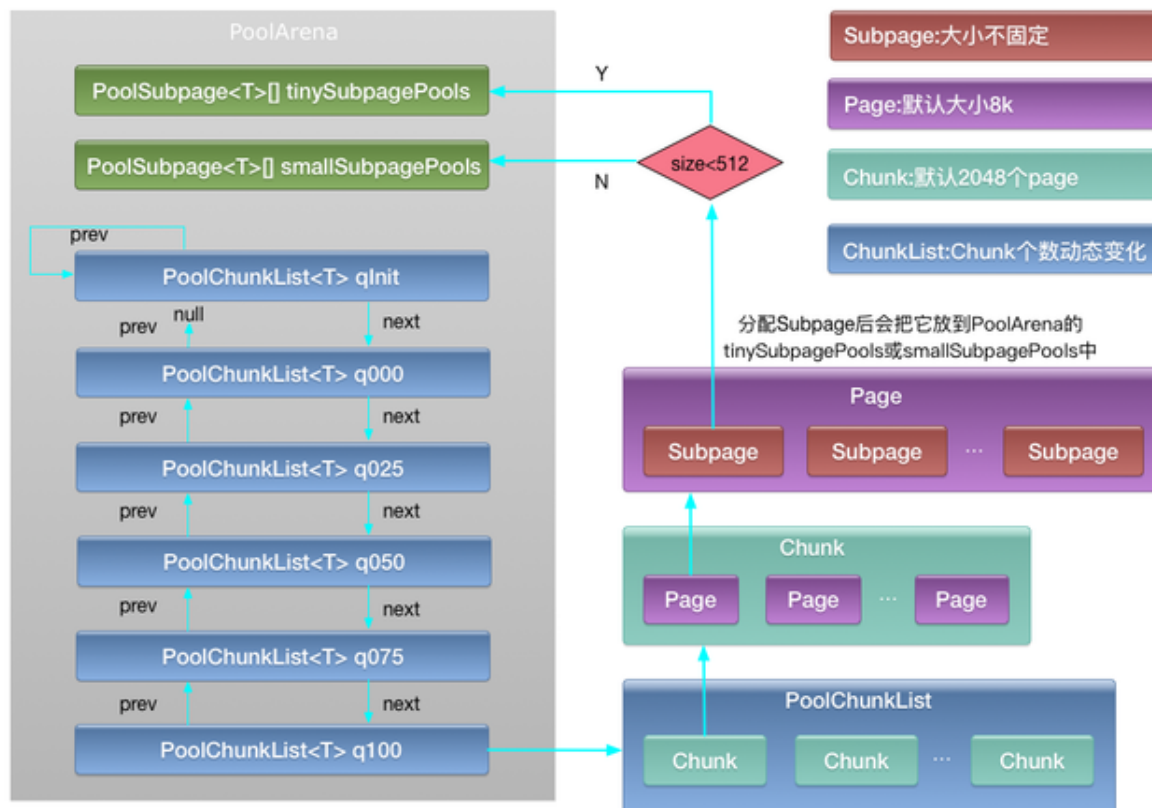 PoolArena
PoolSubpage<T>[] tinySubpagePools
PoolSubpage<T>[] smallSubpagePools
prev
PoolChunkList<T> qInit
prev
null
next
PoolChunkList<T> q000
prev
next
PoolChunkList<T> q025
prev
next
PoolChunkList<T> q050
prev
next
PoolChunkList<T> q075
prev
next
PoolChunkList<T> q100
Y
size<512
N
Subpage:大小不固定
Page:默认大小8k
Chunk:默认2048个page
ChunkList:Chunk个数动态变化
分配Subpage后会把它放到PoolArena的
tinySubpagePools或smallSubpagePools中
Page
Subpage
Subpage
...
Subpage
Chunk
Page
Page
...
Page
PoolChunkList
Chunk
Chunk
...
Chunk